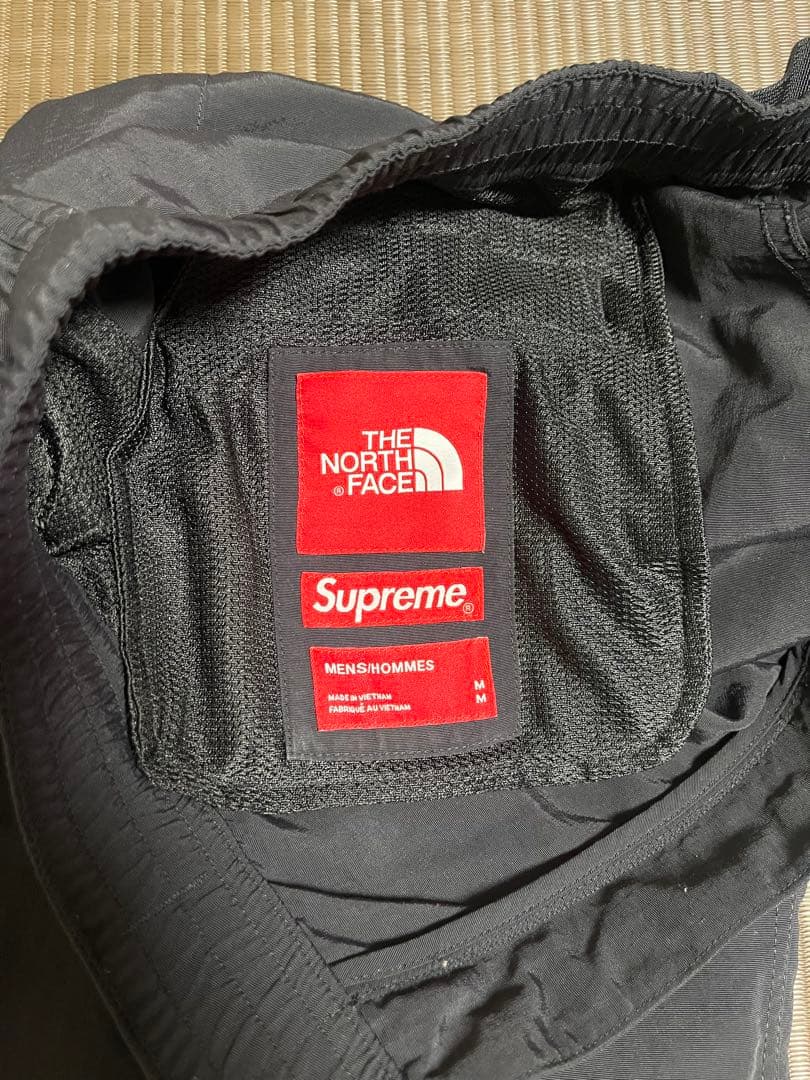 THE
NORTH
® FACE
Supreme®
MENS/HOMMES
MADE IN VIETNAM M
FABRIQUÉ AU VIETNAM M